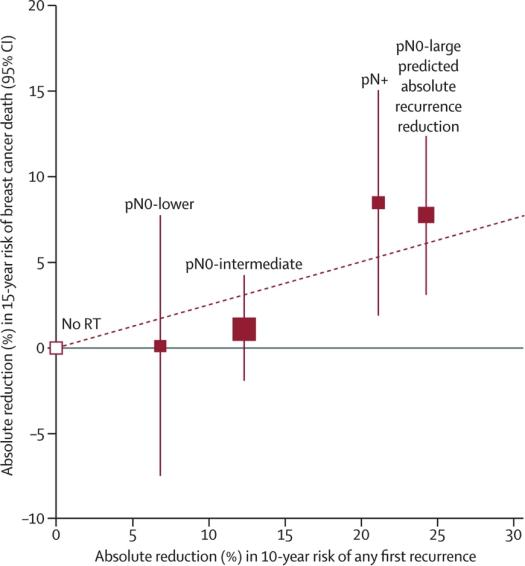 Absolute reduction (%) in 15-year risk of breast cancer death (95% CI)
20
15
10
5
0
–5
–10
No RT
pN0-lower
pN0-intermediate
pN+
pN0-large
predicted
absolute
recurrence
reduction
0
5
10
15
20
25
30
Absolute reduction (%) in 10-year risk of any first recurrence